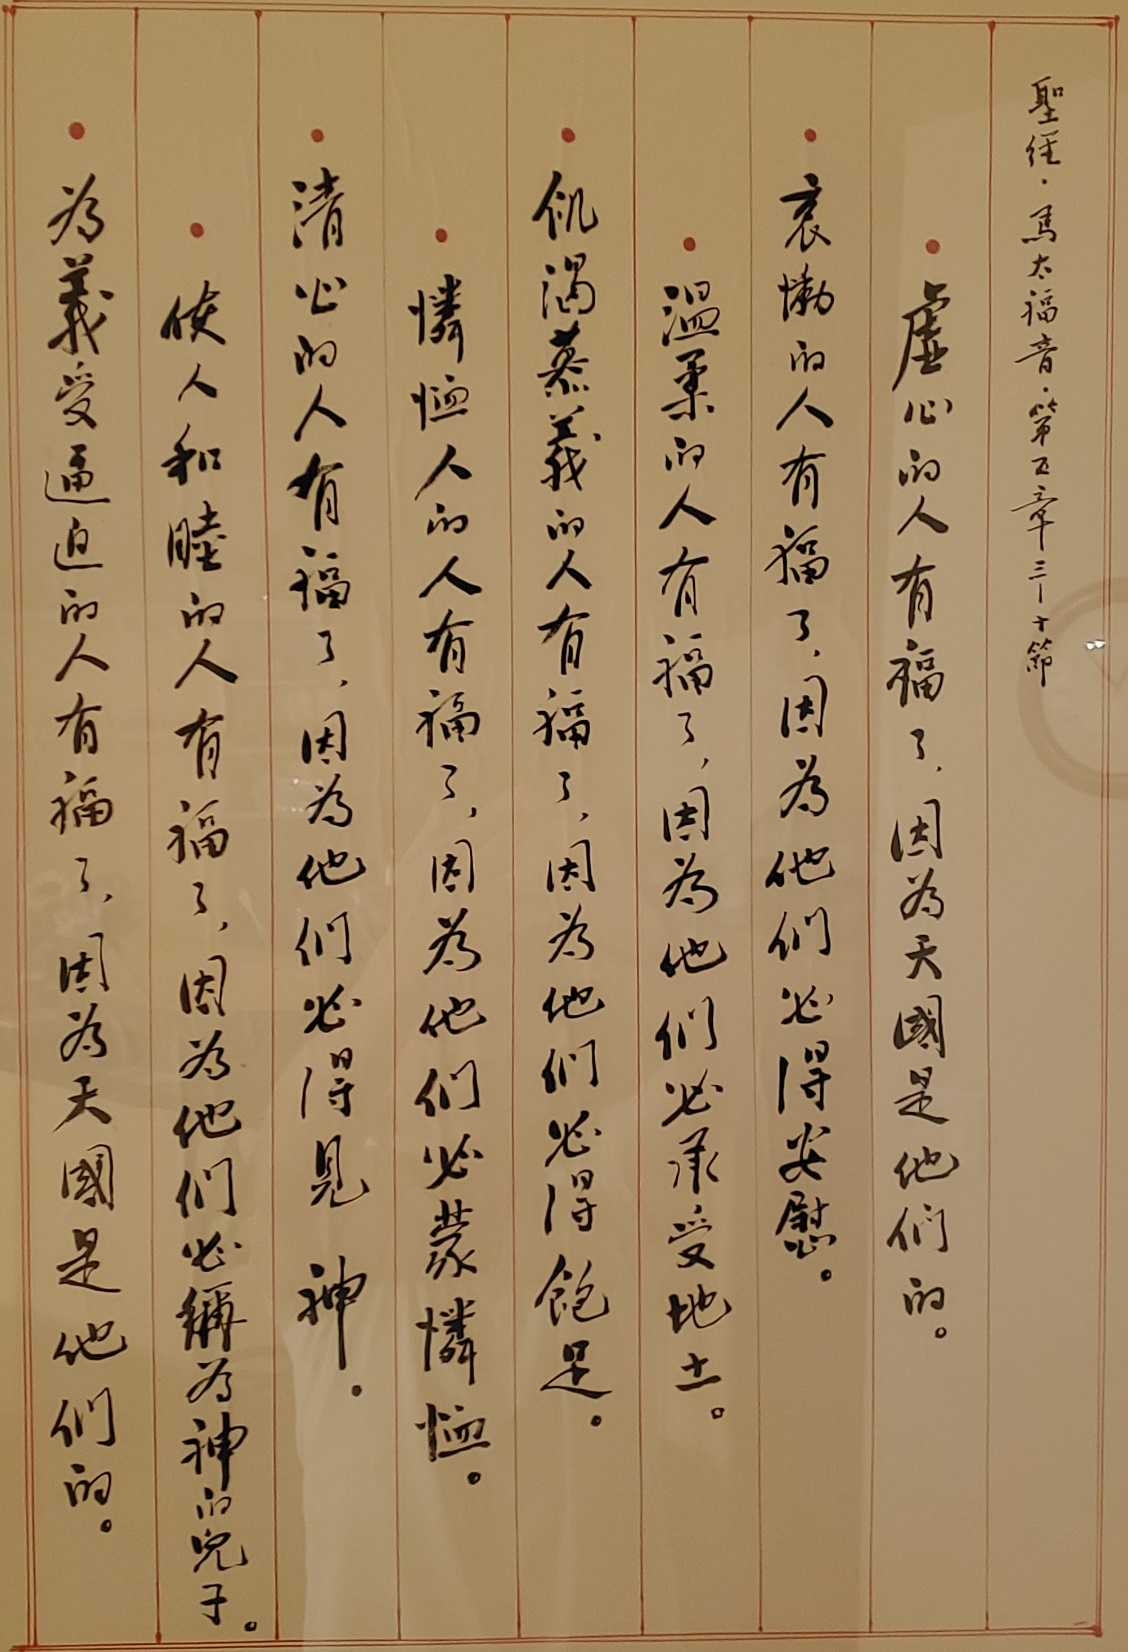 聖經·馬太福音·第五章三-十節
•虛心的人有福了,因為天國是他們的。
•哀慟的人有福了,因為他們必得安慰。
•溫柔的人有福了,因為他們必承受地土。
•飢渴慕義的人有福了,因為他們必得飽足。
•憐恤人的人有福了,因為他們必蒙憐恤。
•清心的人有福了,因為他們必得見 神。
•使人和睦的人有福了,因為他們必稱為神的兒子。
•為義受逼迫的人有福了,因為天國是他們的。